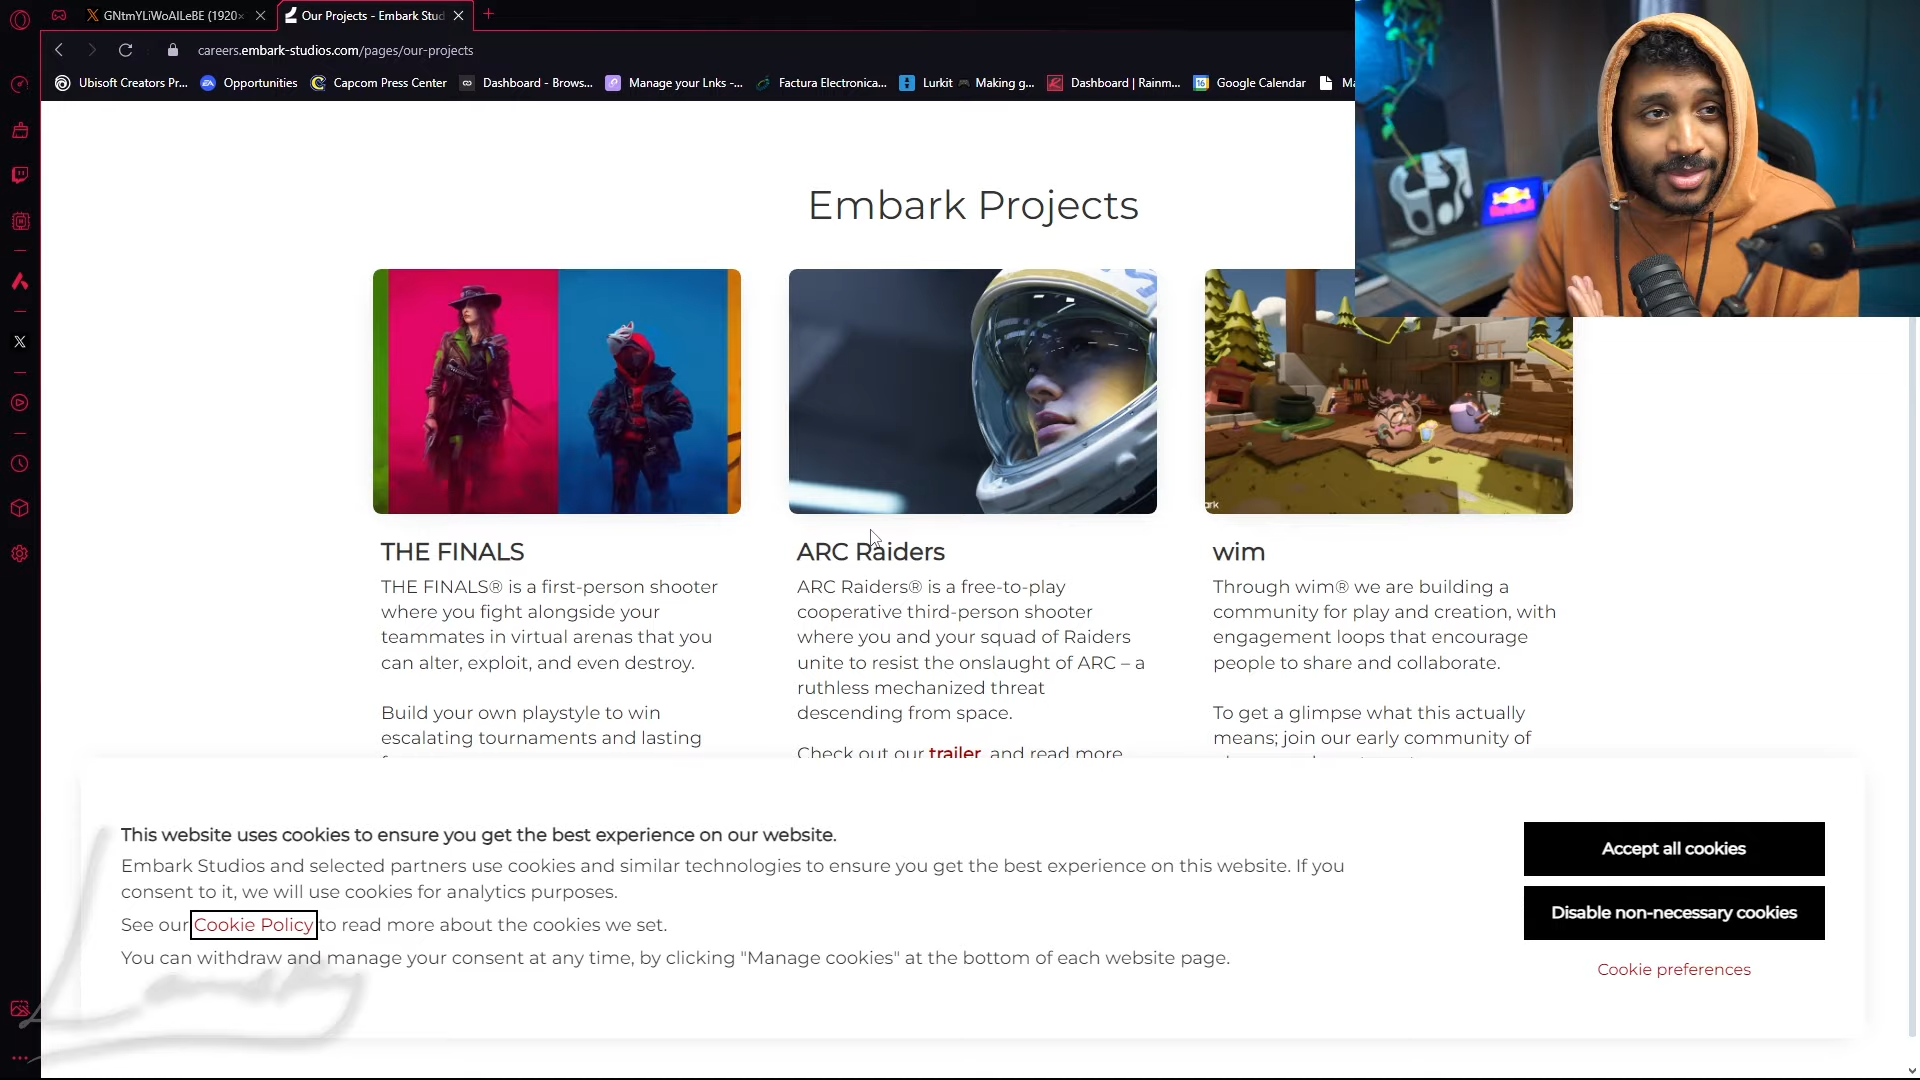 GNtmYLiWoAILeBE (1920×
Our Projects - Embark Stud
careers.embark-studios.com/pages/our-projects
Ubisoft Creators Pr...
Opportunities
Capcom Press Center
Dashboard - Brows...
Manage your Lnks -...
Factura Electronica...
Lurkit
Making g...
Dashboard | Rainm...
Google Calendar
Embark Projects
THE FINALS
THE FINALS® is a first-person shooter
where you fight alongside your
teammates in virtual arenas that you
can alter, exploit, and even destroy.
Build your own playstyle to win
escalating tournaments and lasting
ARC Raiders
ARC Raiders® is a free-to-play
cooperative third-person shooter
where you and your squad of Raiders
unite to resist the onslaught of ARC – a
ruthless mechanized threat
descending from space.
Check out our trailer and read more
wim
Through wim® we are building a
community for play and creation, with
engagement loops that encourage
people to share and collaborate.
To get a glimpse what this actually
means; join our early community of
This website uses cookies to ensure you get the best experience on our website.
Embark Studios and selected partners use cookies and similar technologies to ensure you get the best experience on this website. If you
consent to it, we will use cookies for analytics purposes.
See our Cookie Policy to read more about the cookies we set.
You can withdraw and manage your consent at any time, by clicking "Manage cookies" at the bottom of each website page.
Accept all cookies
Disable non-necessary cookies
Cookie preferences